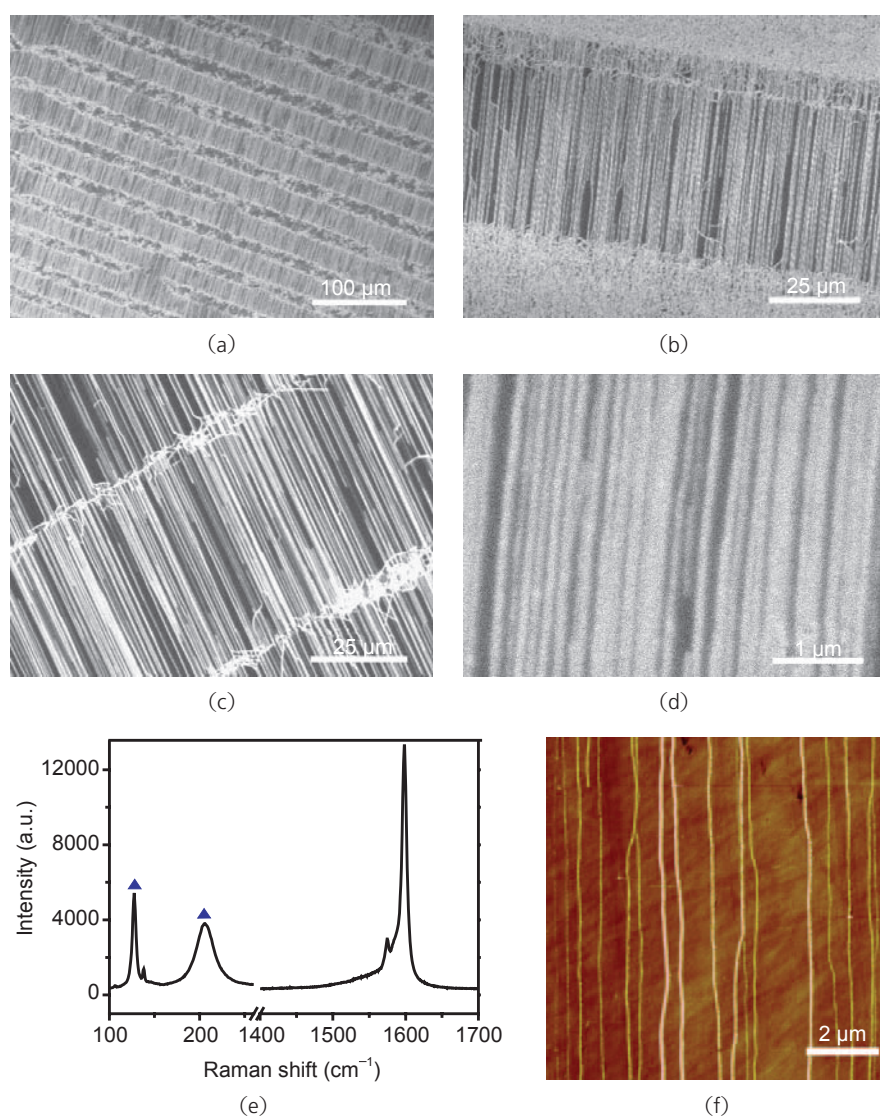 100 µm
25 µm
(a)
(b)
25 µm
1 µm
(c)
(d)
12000
8000
4000
0
Intensity (a.u.)
100
200
1400
1500
1600
1700
Raman shift (cm⁻¹)
2 µm
(e)
(f)